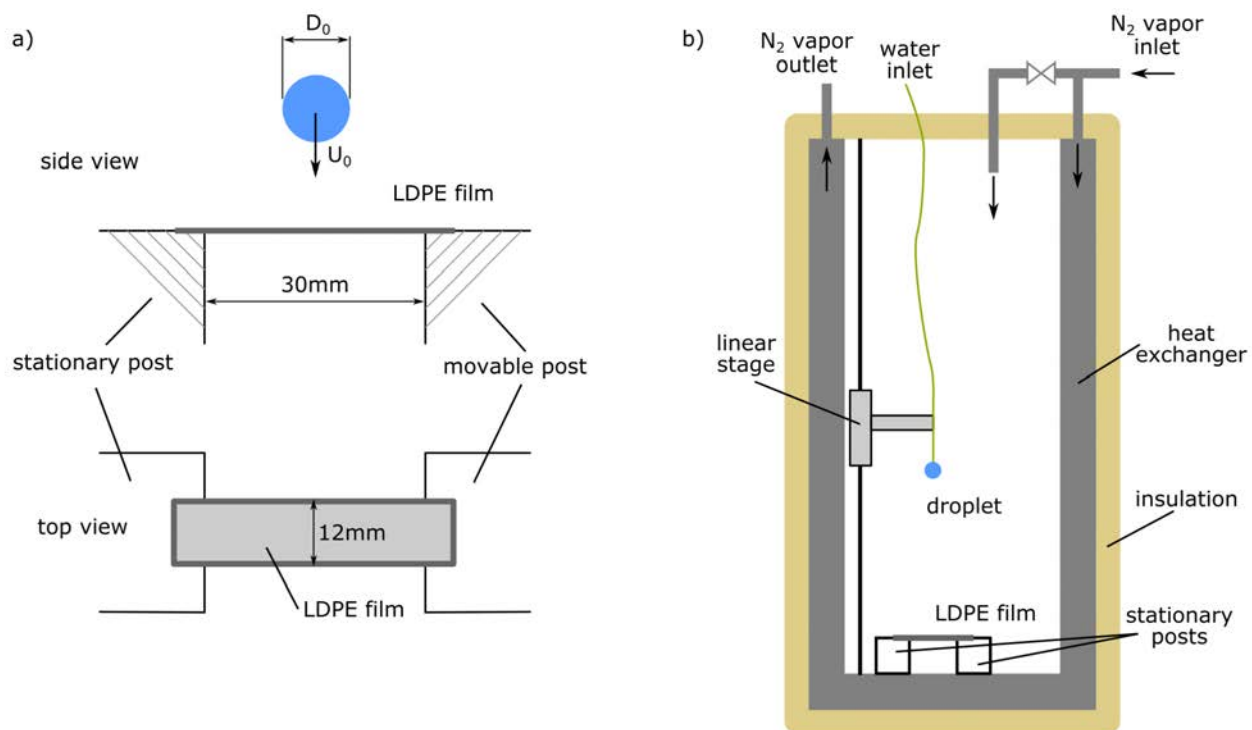 a)
D₀
U₀
side view
LDPE film
30mm
stationary post
movable post
top view
12mm
LDPE film
b)
N₂ vapor
outlet
water
inlet
N₂ vapor
inlet
linear
stage
heat
exchanger
droplet
insulation
LDPE film
stationary
posts